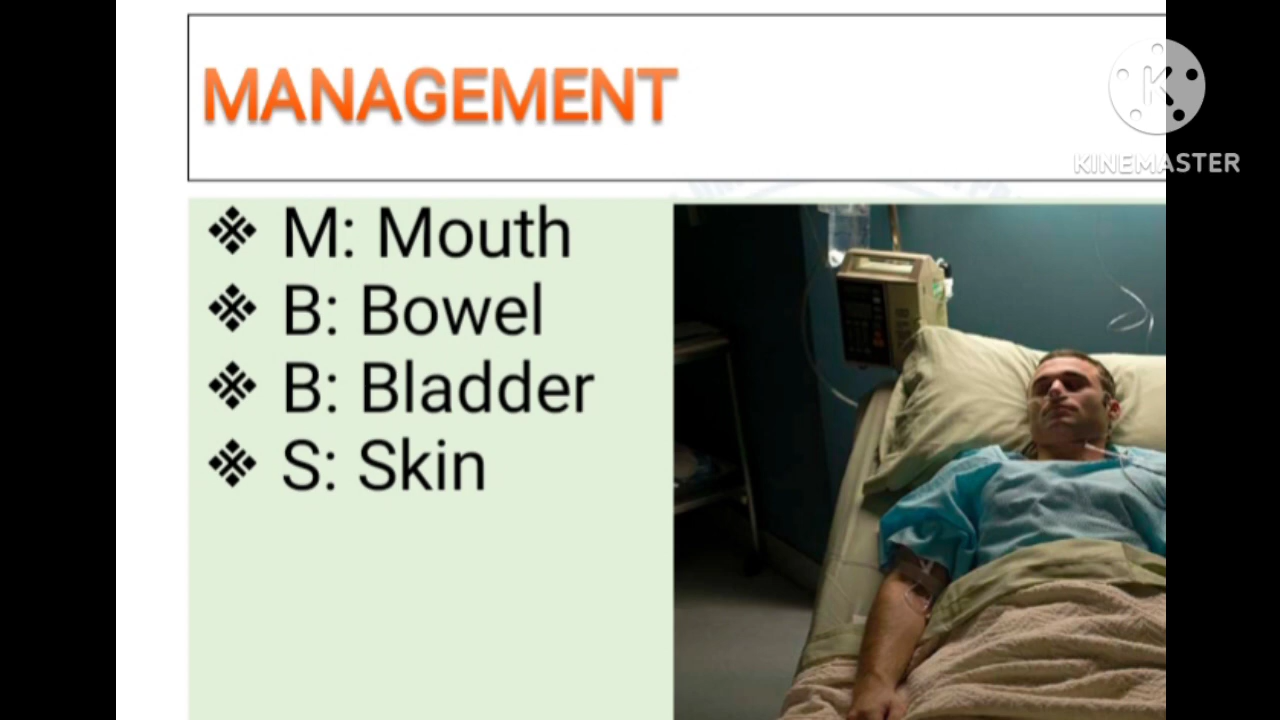 MANAGEMENT
KINEMASTER
M: Mouth
B: Bowel
B: Bladder
S: Skin